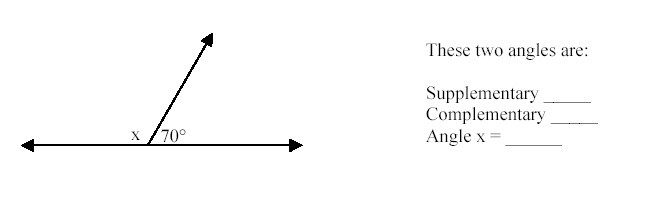 These two angles are:
Supplementary _____
Complementary _____
Angle x = ______
x 70°